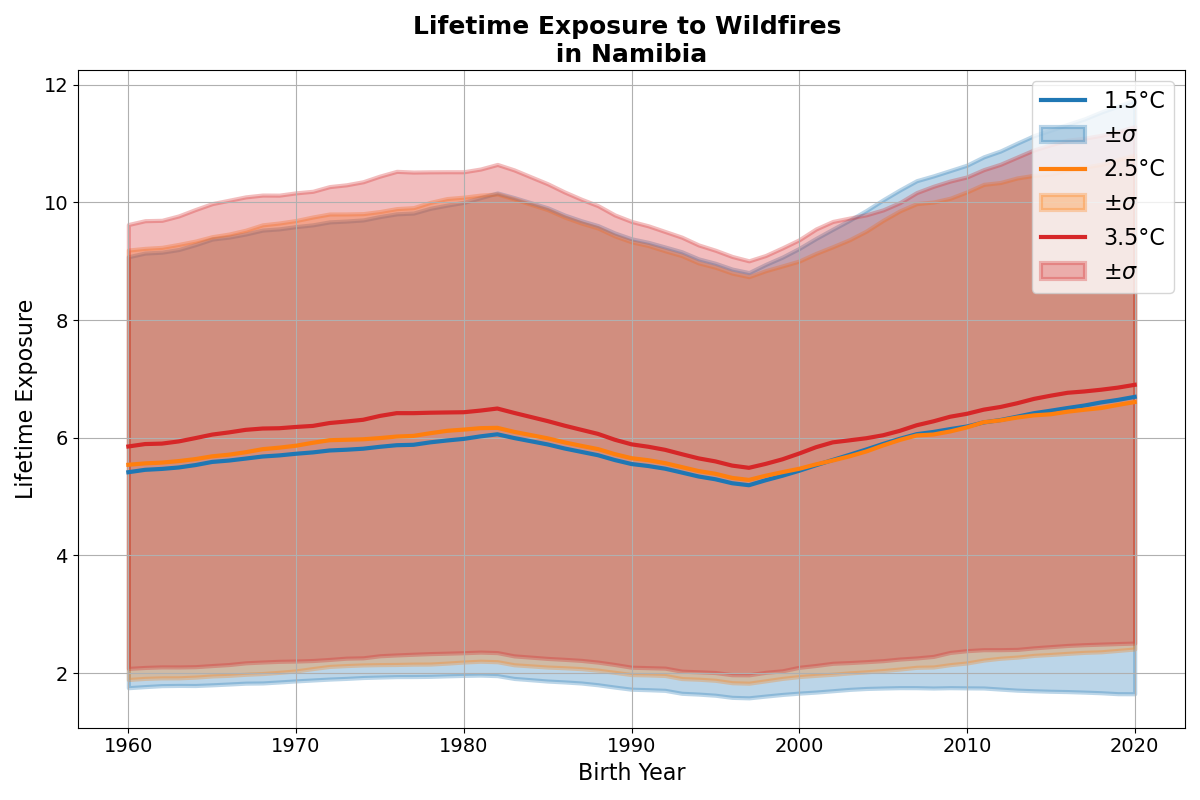 Lifetime Exposure to Wildfires
in Namibia
Lifetime Exposure
12
10
8
6
4
2
1960
1970
1980
1990
2000
2010
2020
Birth Year
1.5°C
±σ
2.5°C
±σ
3.5°C
±σ